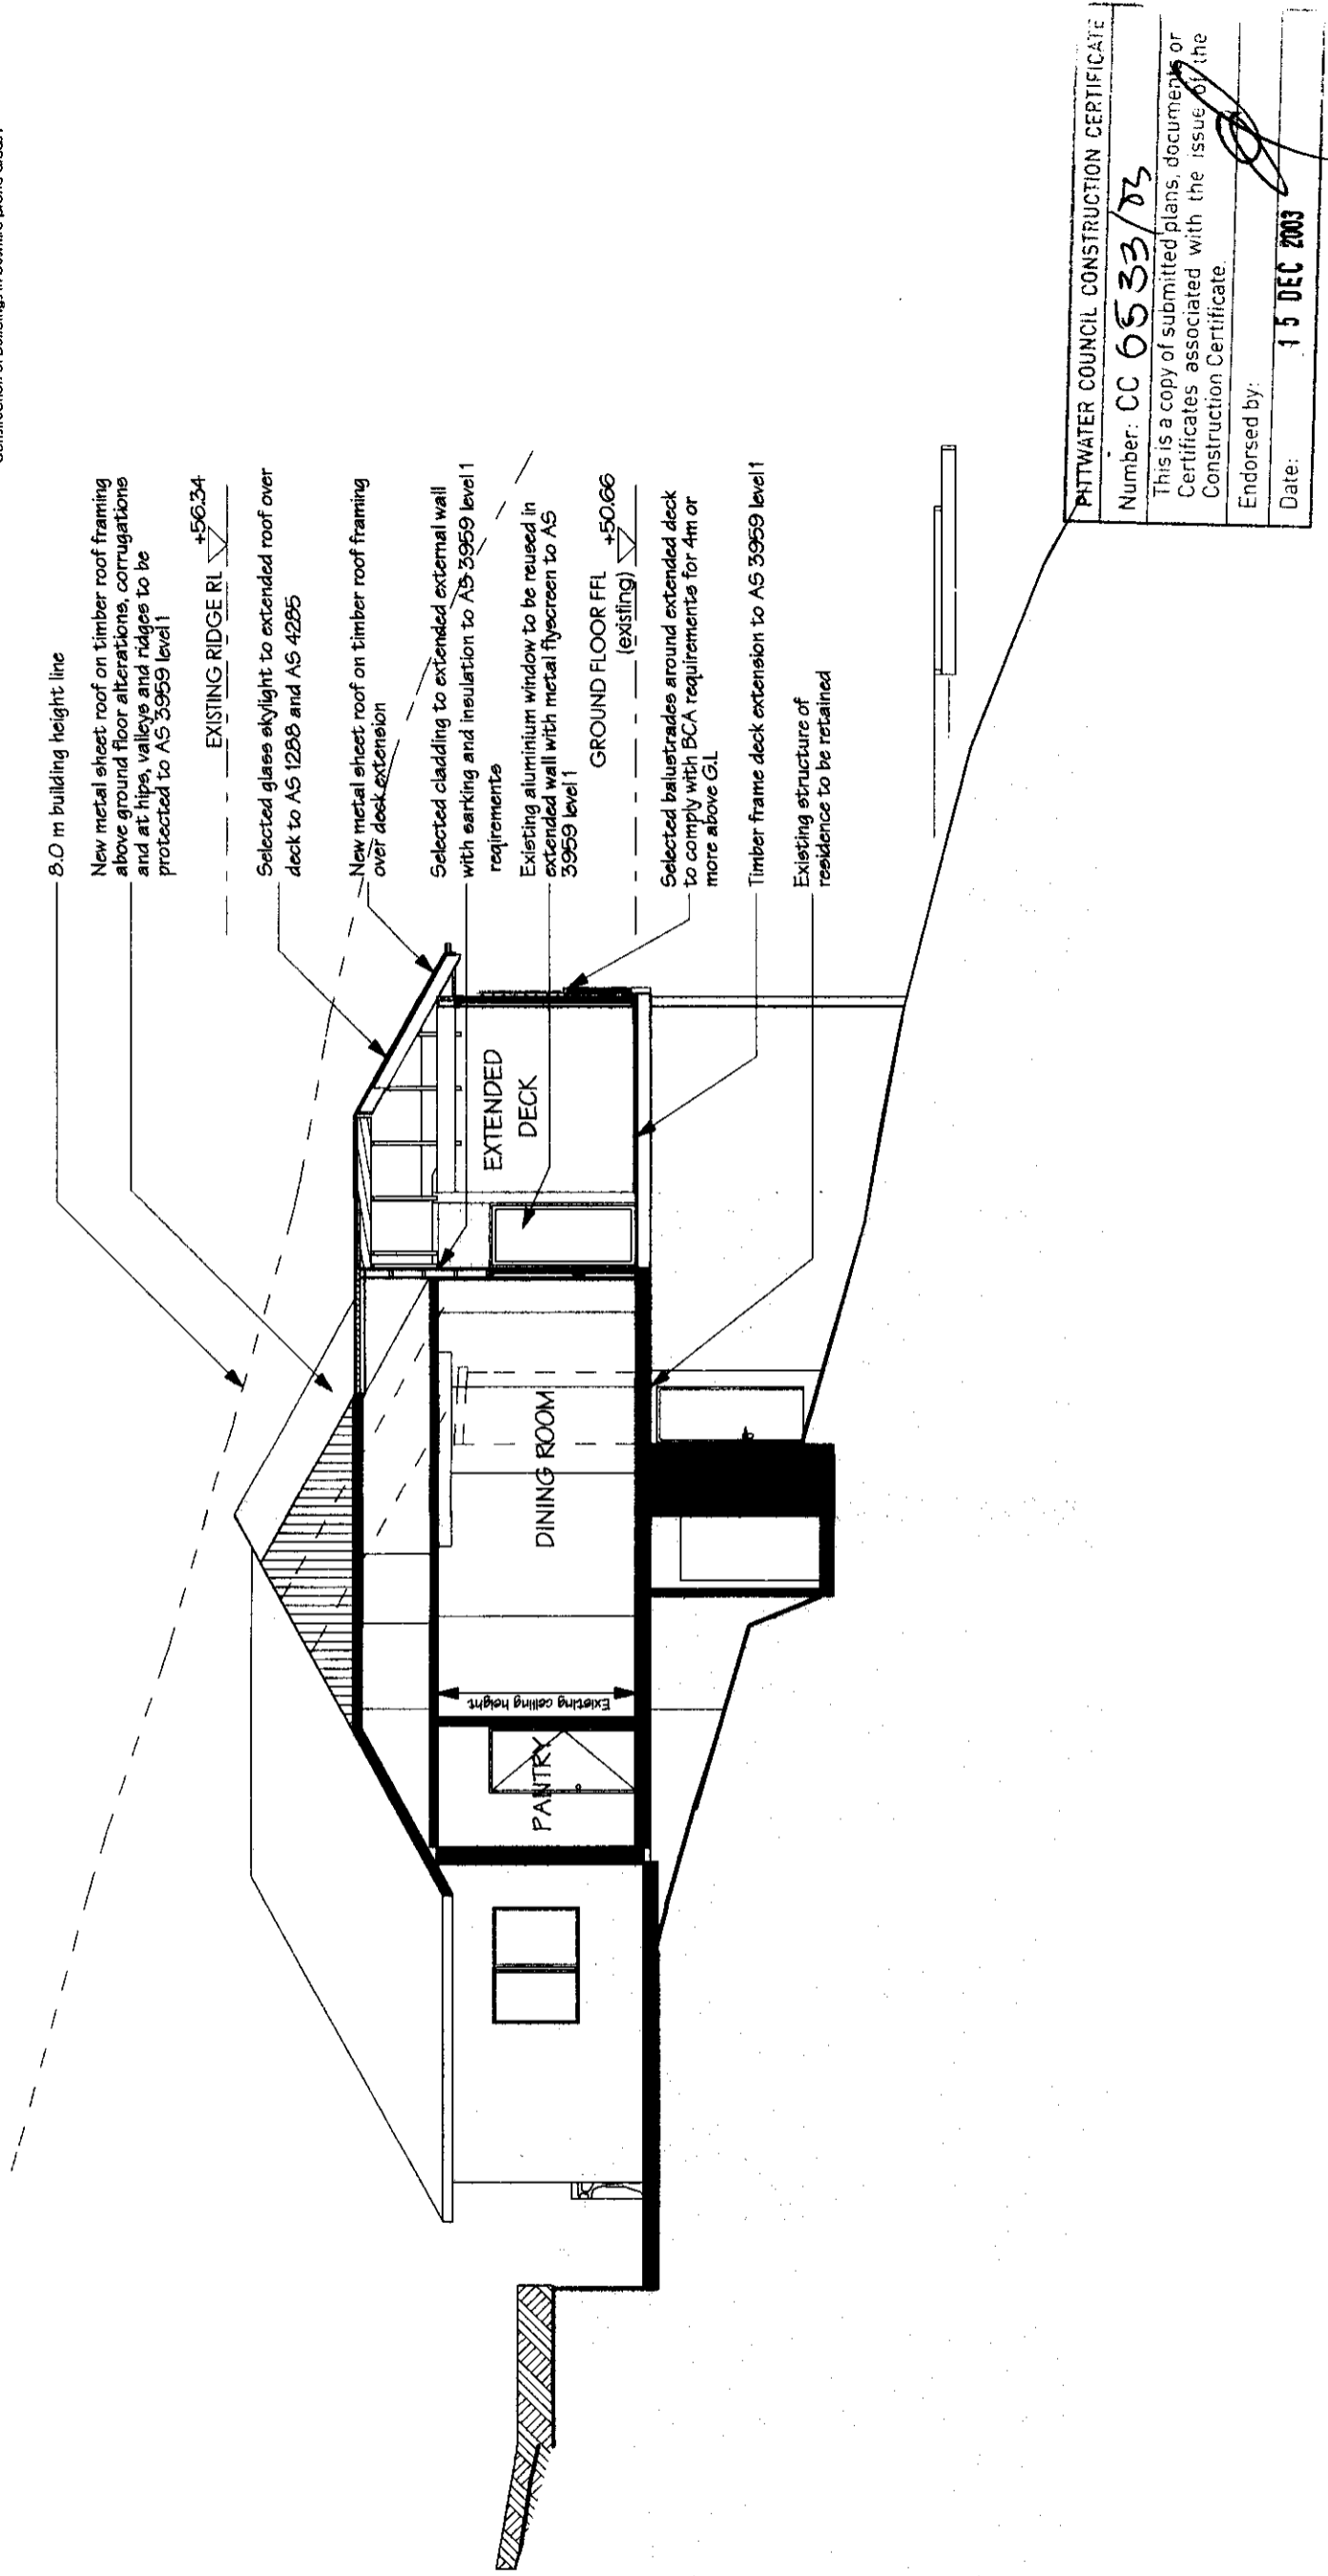 8.0 m building height line
New metal sheet roof on timber roof framing
above ground floor alterations, corrugations
and at hips, valleys and ridges to be
protected to AS 3959 level 1
EXISTING RIDGE RL
+56.34
Selected glass skylight to extended roof over
deck to AS 1288 and AS 4285
New metal sheet roof on timber roof framing
over deck extension
Selected cladding to extended external wall
with sarking and insulation to AS 3959 level 1
reqirements
Existing aluminium window to be reused in
extended wall with metal flyscreen to AS
3959 level 1
GROUND FLOOR FFL
+50.66
(existing)
Selected balustrades around extended deck
to comply with BCA requirements for 4m or
more above G.L
Timber frame deck extension to AS 3959 level 1
Existing structure of
residence to be retained
EXTENDED
DECK
DINING ROOM
Existing ceiling height
PANTRY
PITTWATER COUNCIL CONSTRUCTION CERTIFICATE
Number: CC 6533/03
This is a copy of submitted plans, documents or
Certificates associated with the issue of the
Construction Certificate.
Endorsed by:
Date: 15 DEC 2003